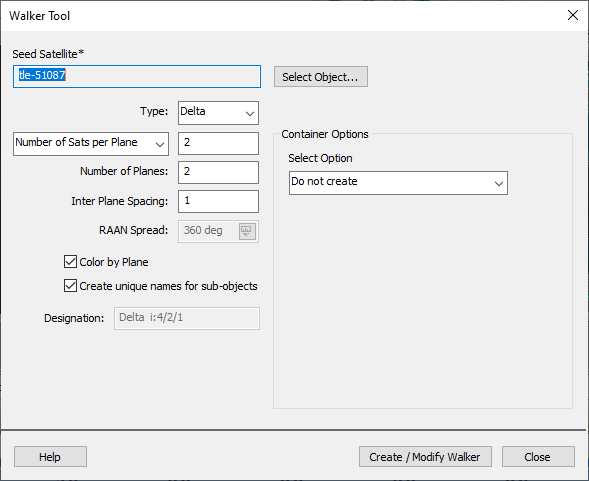 Walker Tool
Seed Satellite*
tle-51087
Select Object...
Type: Delta
Number of Sats per Plane 2
Number of Planes: 2
Inter Plane Spacing: 1
RAAN Spread: 360 deg
Color by Plane
Create unique names for sub-objects
Designation: Delta i:4/2/1
Container Options
Select Option
Do not create
Help
Create / Modify Walker
Close